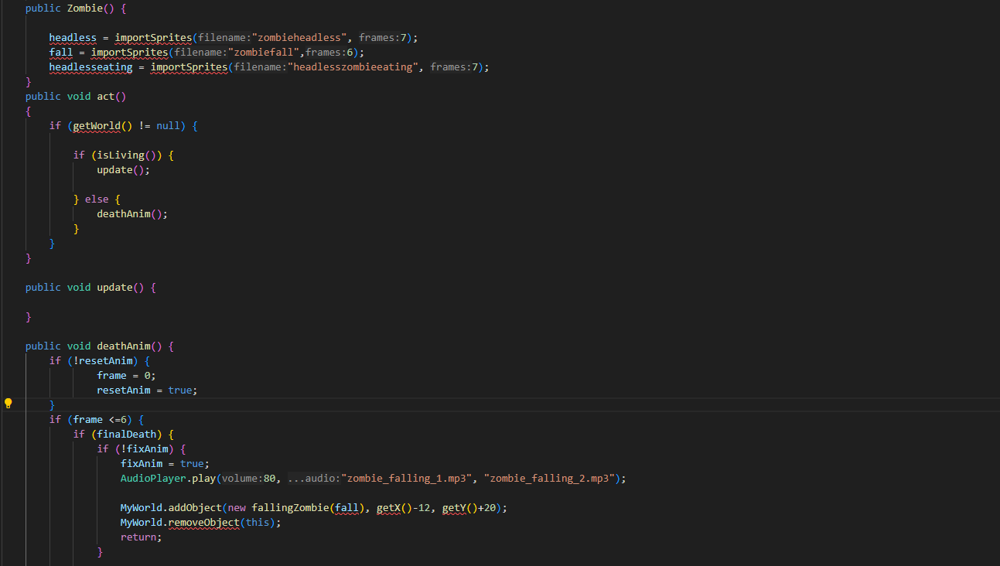 public Zombie() {
headless = importSprites(filename:"zombieheadless", frames:7);
fall = importSprites(filename:"zombiefall",frames:6);
headlesseating = importSprites(filename:"headlesszombieeating", frames:7);
}
public void act()
{
if (getWorld() != null) {
if (isLiving()) {
update();
} else {
deathAnim();
}
}
}
public void update() {
}
public void deathAnim() {
if (!resetAnim) {
frame = 0;
resetAnim = true;
}
if (frame <=6) {
if (finalDeath) {
if (!fixAnim) {
fixAnim = true;
AudioPlayer.play(volume:80, ...audio:"zombie_falling_1.mp3", "zombie_falling_2.mp3");
MyWorld.addObject(new fallingZombie(fall), getX()-12, getY()+20);
MyWorld.removeObject(this);
return;
}